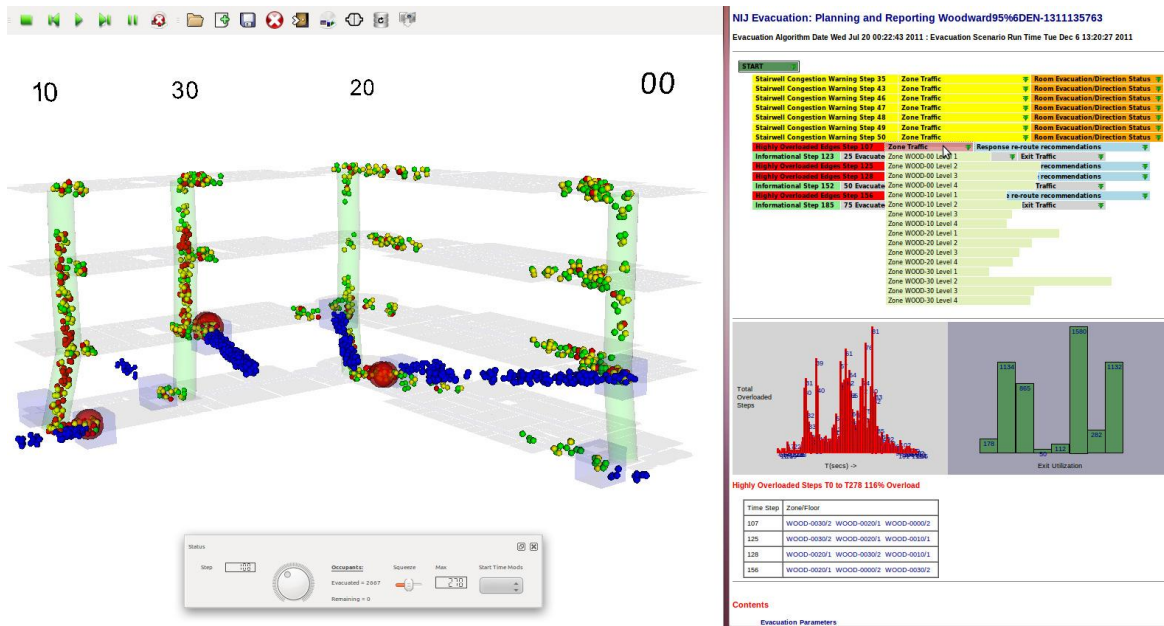 10
30
20
00
Status
Step
Occupants:
Evacuated = 2667
Remaining = 0
Squeeze
Max
278
Start Time Mods
NIJ Evacuation: Planning and Reporting Woodward95%6DEN-1311135763
Evacuation Algorithm Date Wed Jul 20 00:22:43 2011 : Evacuation Scenario Run Time Tue Dec 6 13:20:27 2011
START
Stairwell Congestion Warning Step 35 Zone Traffic Room Evacuation/Direction Status
Stairwell Congestion Warning Step 43 Zone Traffic Room Evacuation/Direction Status
Stairwell Congestion Warning Step 46 Zone Traffic Room Evacuation/Direction Status
Stairwell Congestion Warning Step 47 Zone Traffic Room Evacuation/Direction Status
Stairwell Congestion Warning Step 48 Zone Traffic Room Evacuation/Direction Status
Stairwell Congestion Warning Step 49 Zone Traffic Room Evacuation/Direction Status
Stairwell Congestion Warning Step 50 Zone Traffic Room Evacuation/Direction Status
Highly Overloaded Edges Step 107 Zone Traffic Response re-route recommendations
Informational Step 123 25 Evacuate Zone WOOD-00 Level 1 Exit Traffic
Highly Overloaded Edges Step 125 Zone WOOD-00 Level 2 recommendations
Highly Overloaded Edges Step 128 Zone WOOD-00 Level 3 recommendations
Informational Step 152 50 Evacuate Zone WOOD-00 Level 4 Traffic
Highly Overloaded Edges Step 156 Zone WOOD-10 Level 1 re-route recommendations
Informational Step 185 75 Evacuate Zone WOOD-10 Level 2 Exit Traffic
Zone WOOD-10 Level 3
Zone WOOD-10 Level 4
Zone WOOD-20 Level 1
Zone WOOD-20 Level 2
Zone WOOD-20 Level 3
Zone WOOD-20 Level 4
Zone WOOD-30 Level 1
Zone WOOD-30 Level 2
Zone WOOD-30 Level 3
Zone WOOD-30 Level 4
Total
Overloaded
Steps
T(secs) ->
178
1134
865
50
112
1580
282
1132
Exit Utilization
Highly Overloaded Steps T0 to T278 116% Overload
Time Step Zone/Floor
107 WOOD-0030/2 WOOD-0020/1 WOOD-0000/2
125 WOOD-0030/2 WOOD-0020/1 WOOD-0010/1
128 WOOD-0020/1 WOOD-0030/2 WOOD-0010/1
156 WOOD-0020/1 WOOD-0000/2 WOOD-0030/2
Contents
Evacuation Parameters